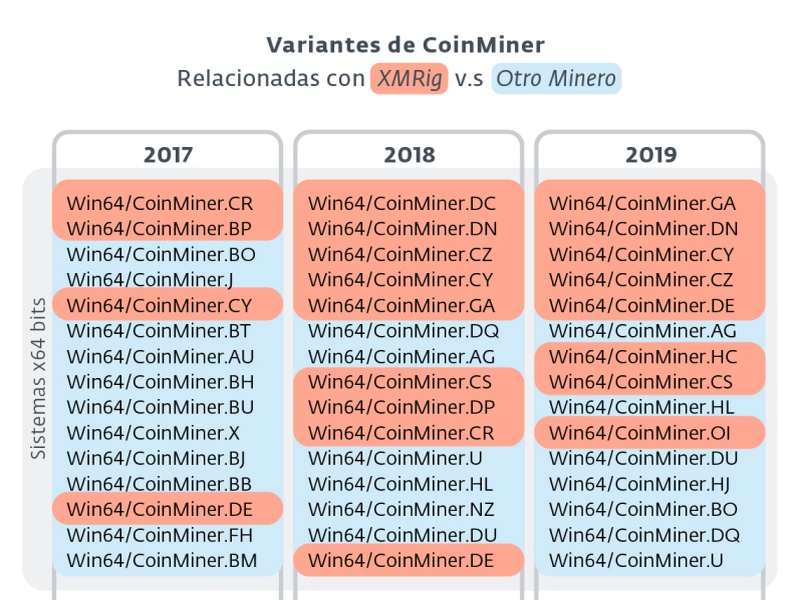 Variantes de CoinMiner
Relacionadas con XMRig v.s Otro Minero
2017
Win64/CoinMiner.CR
Win64/CoinMiner.BP
Win64/CoinMiner.BO
Win64/CoinMiner.J
Win64/CoinMiner.CY
Win64/CoinMiner.BT
Win64/CoinMiner.AU
Win64/CoinMiner.BH
Win64/CoinMiner.BU
Win64/CoinMiner.X
Win64/CoinMiner.BJ
Win64/CoinMiner.BB
Win64/CoinMiner.DE
Win64/CoinMiner.FH
Win64/CoinMiner.BM
2018
Win64/CoinMiner.DC
Win64/CoinMiner.DN
Win64/CoinMiner.CZ
Win64/CoinMiner.CY
Win64/CoinMiner.GA
Win64/CoinMiner.DQ
Win64/CoinMiner.AG
Win64/CoinMiner.CS
Win64/CoinMiner.DP
Win64/CoinMiner.CR
Win64/CoinMiner.U
Win64/CoinMiner.HL
Win64/CoinMiner.NZ
Win64/CoinMiner.DU
Win64/CoinMiner.DE
2019
Win64/CoinMiner.GA
Win64/CoinMiner.DN
Win64/CoinMiner.CY
Win64/CoinMiner.CZ
Win64/CoinMiner.DE
Win64/CoinMiner.AG
Win64/CoinMiner.HC
Win64/CoinMiner.CS
Win64/CoinMiner.HL
Win64/CoinMiner.OI
Win64/CoinMiner.DU
Win64/CoinMiner.HJ
Win64/CoinMiner.BO
Win64/CoinMiner.DQ
Win64/CoinMiner.U
Sistemas x64 bits